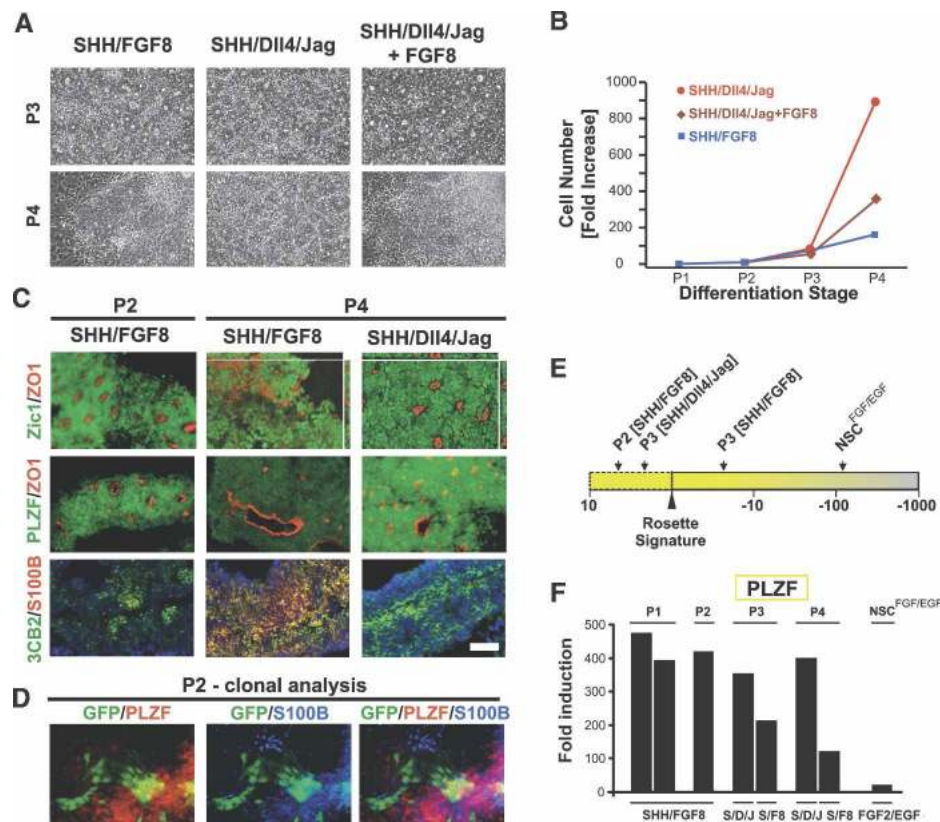 A
SHH/FGF8
SHH/Dll4/Jag
SHH/Dll4/Jag
+ FGF8
P3
P4
B
1000
800
600
400
200
0
Cell Number
[Fold Increase]
SHH/Dll4/Jag
SHH/Dll4/Jag+FGF8
SHH/FGF8
P1
P2
P3
P4
Differentiation Stage
C
P2
P4
SHH/FGF8
SHH/FGF8
SHH/Dll4/Jag
Zic1/ZO1
PLZF/ZO1
3CB2/S100B
D
P2 - clonal analysis
GFP/PLZF
GFP/S100B
GFP/PLZF/S100B
E
P2 [SHH/FGF8]
P3 [SHH/Dll4/Jag]
P3 [SHH/FGF8]
NSC FGF/EGF
10
-10
-100
-1000
Rosette
Signature
F
PLZF
P1
P2
P3
P4
NSC FGF/EGF
500
400
300
200
100
0
Fold induction
SHH/FGF8
S/D/J
S/F8
S/D/J
S/F8
FGF2/EGF